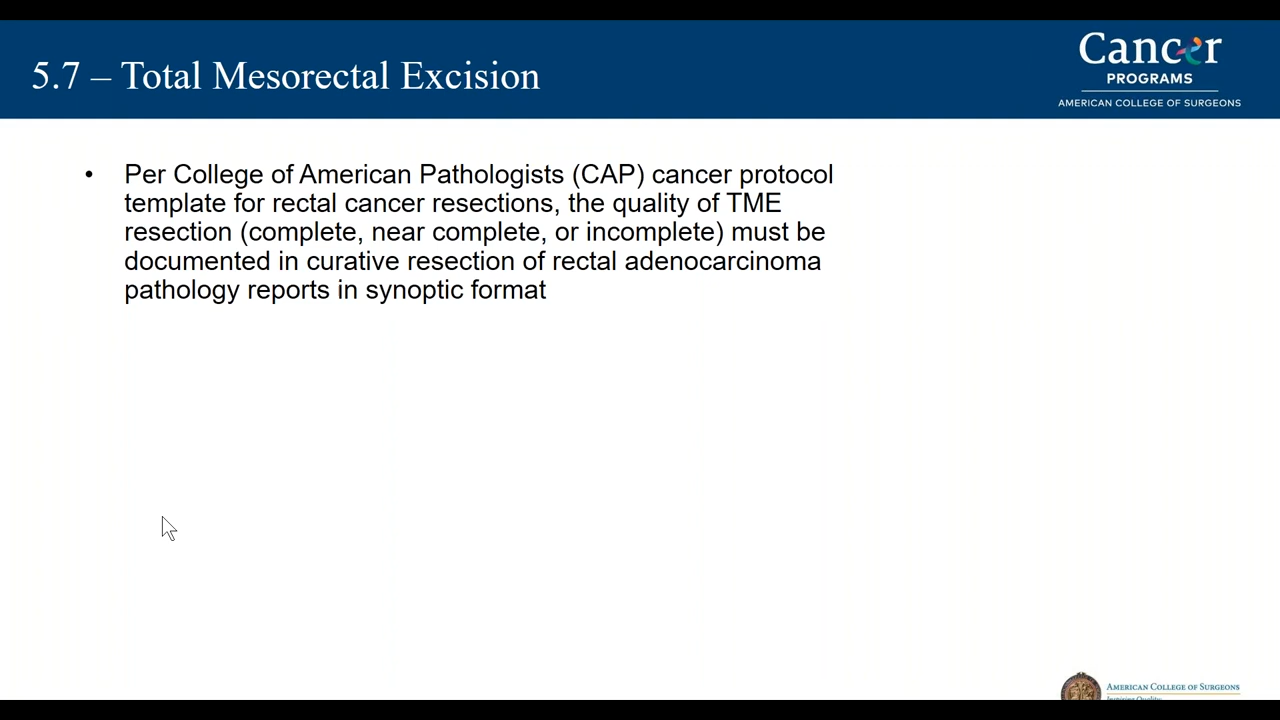 5.7 – Total Mesorectal Excision
Cancer
PROGRAMS
AMERICAN COLLEGE OF SURGEONS
• Per College of American Pathologists (CAP) cancer protocol
template for rectal cancer resections, the quality of TME
resection (complete, near complete, or incomplete) must be
documented in curative resection of rectal adenocarcinoma
pathology reports in synoptic format
AMERICAN COLLEGE OF SURGEONS